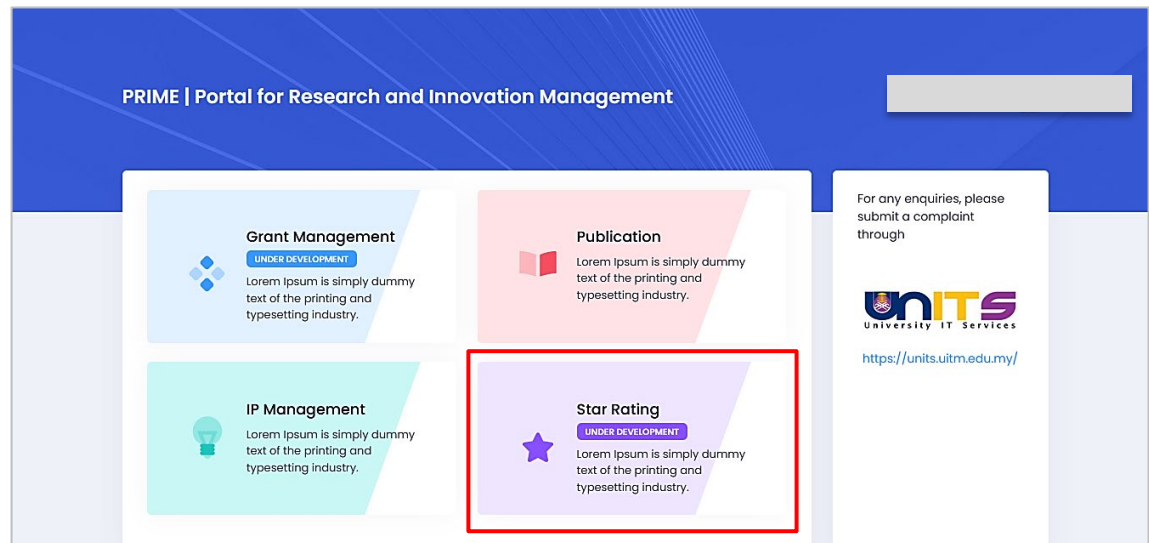 PRIME | Portal for Research and Innovation Management
Grant Management
UNDER DEVELOPMENT
Lorem Ipsum is simply dummy
text of the printing and
typesetting industry.
Publication
Lorem Ipsum is simply dummy
text of the printing and
typesetting industry.
IP Management
Lorem Ipsum is simply dummy
text of the printing and
typesetting industry.
Star Rating
UNDER DEVELOPMENT
Lorem Ipsum is simply dummy
text of the printing and
typesetting industry.
For any enquiries, please
submit a complaint
through
UNITS
University IT Services
https://units.uitm.edu.my/